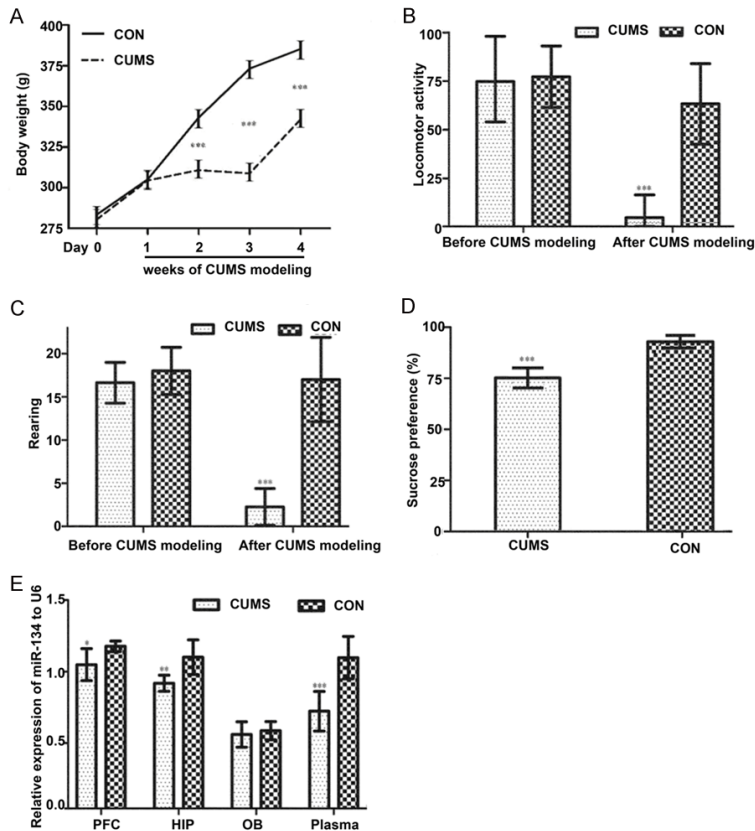 A
CON
CUMS
Body weight (g)
400
375
350
325
300
275
***
***
***
Day 0 1 2 3 4
weeks of CUMS modeling
B
CUMS CON
Locomotor activity
100
75
50
25
0
***
Before CUMS modeling After CUMS modeling
C
CUMS CON
Rearing
20
15
10
5
0
***
Before CUMS modeling After CUMS modeling
D
Sucrose preference (%)
100
75
50
25
0
***
CUMS CON
E
CUMS CON
Relative expression of miR-134 to U6
1.5
1.0
0.5
0.0
*
**
***
PFC HIP OB Plasma